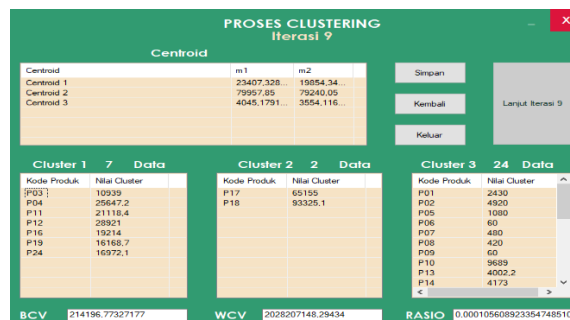 PROSES CLUSTERING
Iterasi 9
Centroid
Centroid m1 m2
Centroid 1 23407,328... 19854,34...
Centroid 2 79957,85 79240,05
Centroid 3 4045,1791... 3554,116...
Simpan
Kembali
Keluar
Lanjut Iterasi 9
Cluster 1 7 Data
Kode Produk Nilai Cluster
P03 10939
P04 25647,2
P11 21118,4
P12 28921
P16 19214
P19 16168,7
P24 16972,1
Cluster 2 2 Data
Kode Produk Nilai Cluster
P17 65155
P18 93325,1
Cluster 3 24 Data
Kode Produk Nilai Cluster
P01 2430
P02 4920
P05 1080
P06 60
P07 480
P08 420
P09 60
P10 9689
P13 4002,2
P14 4173
BCV 214196,77327177
WCV 2028207148,29434
RASIO 0,000105608923354748510